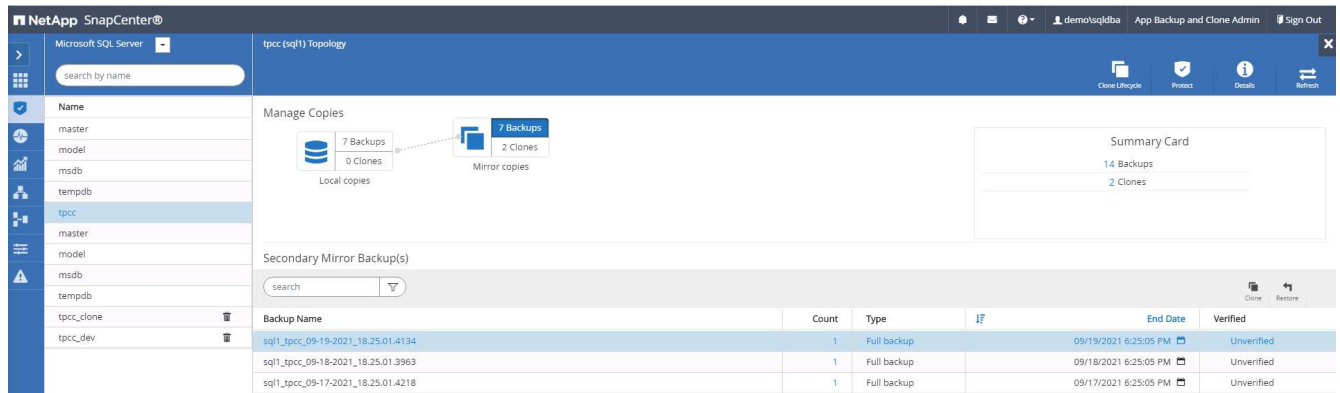 NetApp SnapCenter®
demo\sqldba App Backup and Clone Admin Sign Out
Microsoft SQL Server
tpcc (sql1) Topology
search by name
Clone Lifecycle Protect Details Refresh
Name
master
model
msdb
tempdb
tpcc
master
model
msdb
tempdb
tpcc_clone
tpcc_dev
Manage Copies
7 Backups
0 Clones
Local copies
7 Backups
2 Clones
Mirror copies
Summary Card
14 Backups
2 Clones
Secondary Mirror Backup(s)
search
Clone Restore
Backup Name Count Type End Date Verified
sql1_tpcc_09-19-2021_18.25.01.4134 1 Full backup 09/19/2021 6:25:05 PM Unverified
sql1_tpcc_09-18-2021_18.25.01.3963 1 Full backup 09/18/2021 6:25:05 PM Unverified
sql1_tpcc_09-17-2021_18.25.01.4218 1 Full backup 09/17/2021 6:25:05 PM Unverified